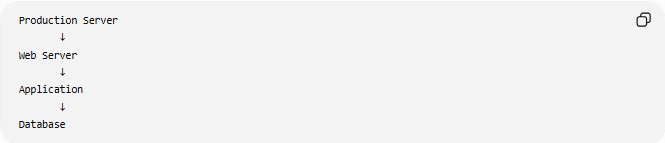 Production Server
↓
Web Server
↓
Application
↓
Database